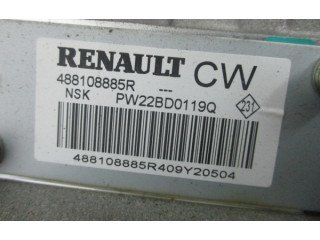 RENAULT CW
488108885R ---
NSK PW22BD0119Q 231
488108885R409Y20504